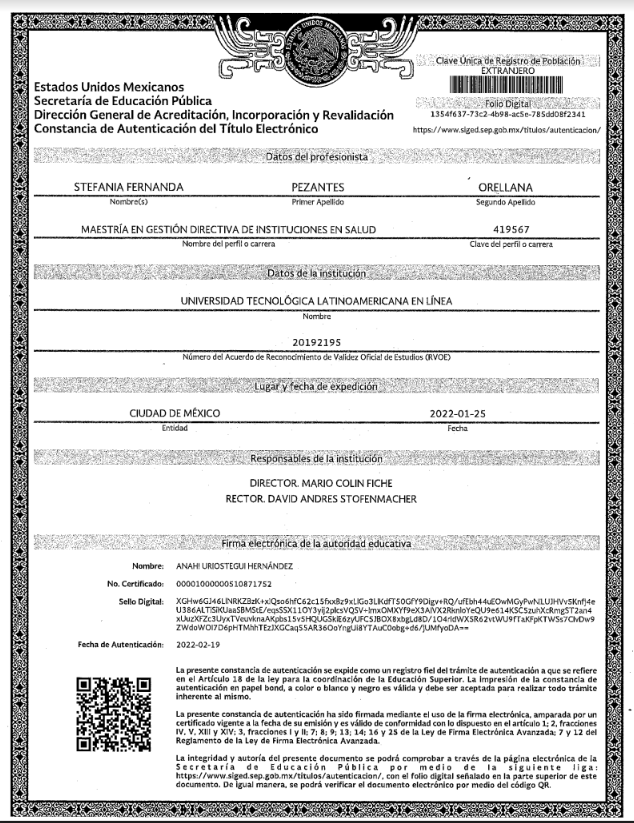 ESTADOS UNIDOS MEXICANOS
Estados Unidos Mexicanos
Secretaría de Educación Pública
Dirección General de Acreditación, Incorporación y Revalidación
Constancia de Autenticación del Título Electrónico
Clave Única de Registro de Población
EXTRANJERO
Folio Digital
1354f637-73c2-4b98-ac5e-785dd08f2341
https://www.siged.sep.gob.mx/titulos/autenticacion/
Datos del profesionista
STEFANIA FERNANDA PEZANTES ORELLANA
Nombre(s) Primer Apellido Segundo Apellido
MAESTRÍA EN GESTIÓN DIRECTIVA DE INSTITUCIONES EN SALUD 419567
Nombre del perfil o carrera Clave del perfil o carrera
Datos de la institución
UNIVERSIDAD TECNOLÓGICA LATINOAMERICANA EN LÍNEA
Nombre
20192195
Número del Acuerdo de Reconocimiento de Validez Oficial de Estudios (RVOE)
Lugar y fecha de expedición
CIUDAD DE MÉXICO 2022-01-25
Entidad Fecha
Responsables de la institución
DIRECTOR. MARIO COLIN FICHE
RECTOR. DAVID ANDRES STOFENMACHER
Firma electrónica de la autoridad educativa
Nombre: ANAHI URIOSTEGUI HERNÁNDEZ
No. Certificado: 00001000000510871752
Sello Digital:
Fecha de Autenticación: 2022-02-19
La presente constancia de autenticación se expide como un registro fiel del trámite de autenticación a que se refiere
en el Artículo 18 de la ley para la coordinación de la Educación Superior. La impresión de la constancia de
autenticación en papel bond, a color o blanco y negro es válida y debe ser aceptada para realizar todo trámite
inherente al mismo.
La presente constancia de autenticación ha sido firmada mediante el uso de la firma electrónica, amparada por un
certificado vigente a la fecha de su emisión y es válido de conformidad con lo dispuesto en el artículo 1; 2, fracciones
IV, V, XIII y XIV; 3, fracciones I y II; 7; 8; 9; 13; 14; 16 y 25 de la Ley de Firma Electrónica Avanzada; 7 y 12 del
Reglamento de la Ley de Firma Electrónica Avanzada.
La integridad y autoría del presente documento se podrá comprobar a través de la página electrónica de la
Secretaría de Educación Pública por medio de la siguiente liga:
https://www.siged.sep.gob.mx/titulos/autenticacion/, con el folio digital señalado en la parte superior de este
documento. De igual manera, se podrá verificar el documento electrónico por medio del código QR.